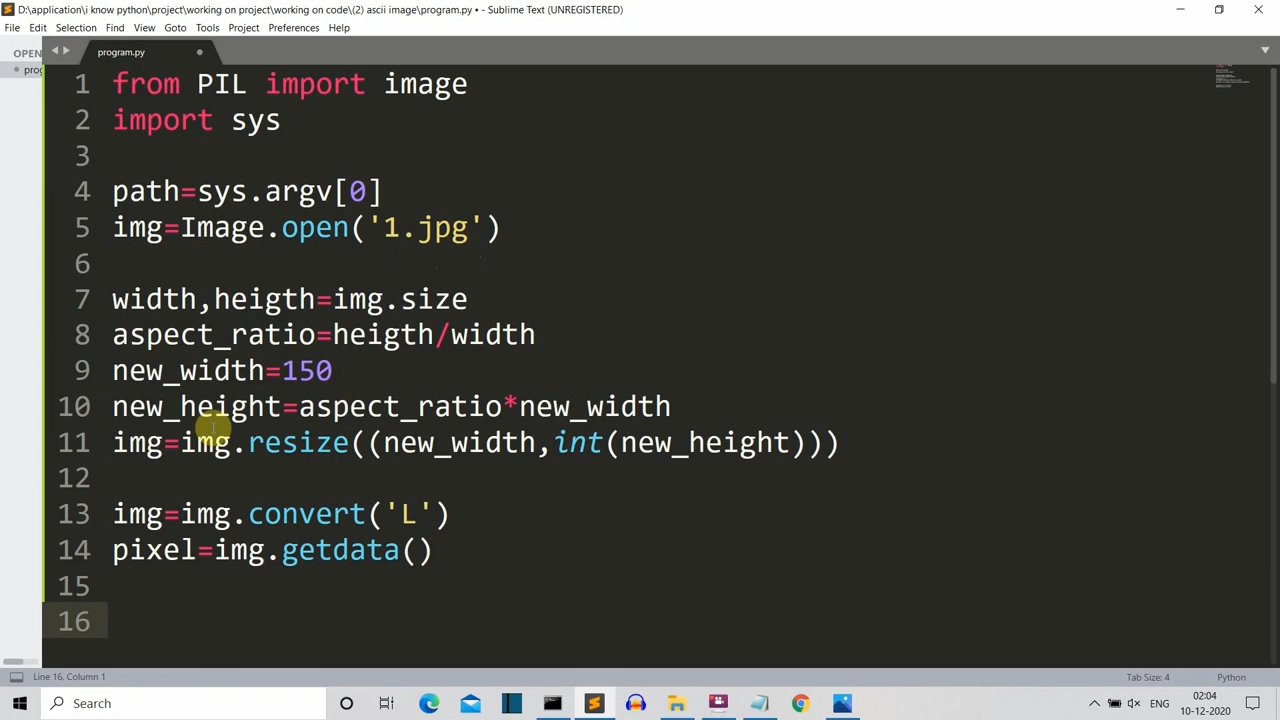 D:\application\i know python\project\working on project\working on code\(2) ascii image\program.py • - Sublime Text (UNREGISTERED)
File Edit Selection Find View Goto Tools Project Preferences Help
OPEN
program.py
prog
1 from PIL import image
2 import sys
3
4 path=sys.argv[0]
5 img=Image.open('1.jpg')
6
7 width,heigth=img.size
8 aspect_ratio=heigth/width
9 new_width=150
10 new_height=aspect_ratio*new_width
11 img=img.resize((new_width,int(new_height)))
12
13 img=img.convert('L')
14 pixel=img.getdata()
15
16
Line 16, Column 1 Tab Size: 4 Python
Search
ENG
02:04
10-12-2020